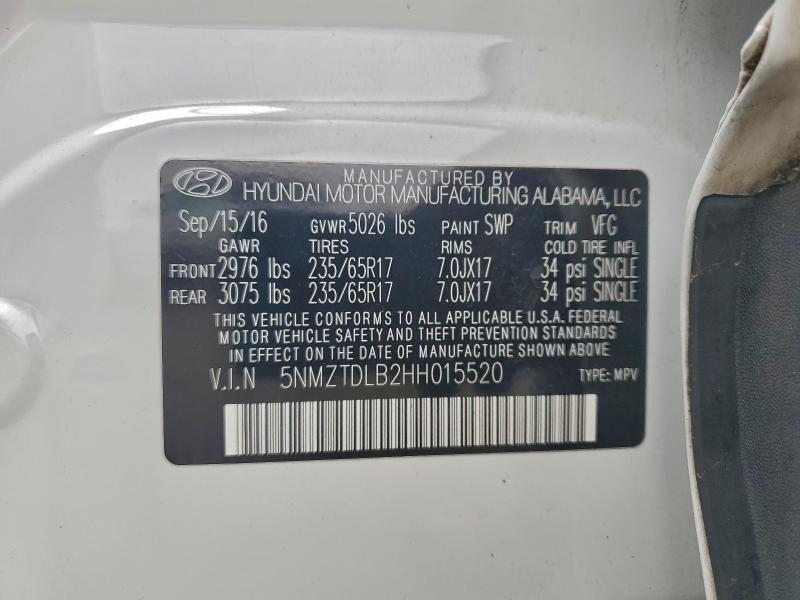 MANUFACTURED BY
HYUNDAI MOTOR MANUFACTURING ALABAMA, LLC
Sep/15/16 GVWR 5026 lbs PAINT SWP TRIM VFG
GAWR TIRES RIMS COLD TIRE INFL
FRONT 2976 lbs 235/65R17 7.0JX17 34 psi SINGLE
REAR 3075 lbs 235/65R17 7.0JX17 34 psi SINGLE
THIS VEHICLE CONFORMS TO ALL APPLICABLE U.S.A. FEDERAL
MOTOR VEHICLE SAFETY AND THEFT PREVENTION STANDARDS
IN EFFECT ON THE DATE OF MANUFACTURE SHOWN ABOVE.
V.I.N 5NMZTDLB2HH015520 TYPE: MPV